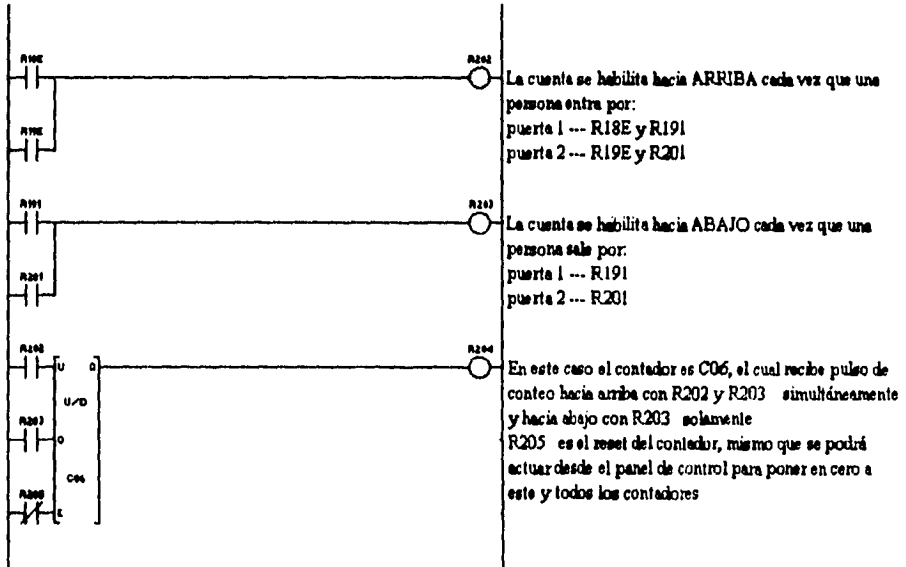 R18E
R202
La cuenta se habilita hacia ARRIBA cada vez que una
persona entra por:
puerta 1 --- R18E y R191
puerta 2 --- R19E y R201
R19E
R191
R203
La cuenta se habilita hacia ABAJO cada vez que una
persona sale por:
puerta 1 --- R191
puerta 2 --- R201
R201
R202
U Q
R204
En este caso el contador es C06, el cual recibe pulso de
conteo hacia arriba con R202 y R203 simultáneamente
y hacia abajo con R203 solamente
R205 es el reset del contador, mismo que se podrá
actuar desde el panel de control para poner en cero a
este y todos los contadores
U/D
R203
C06